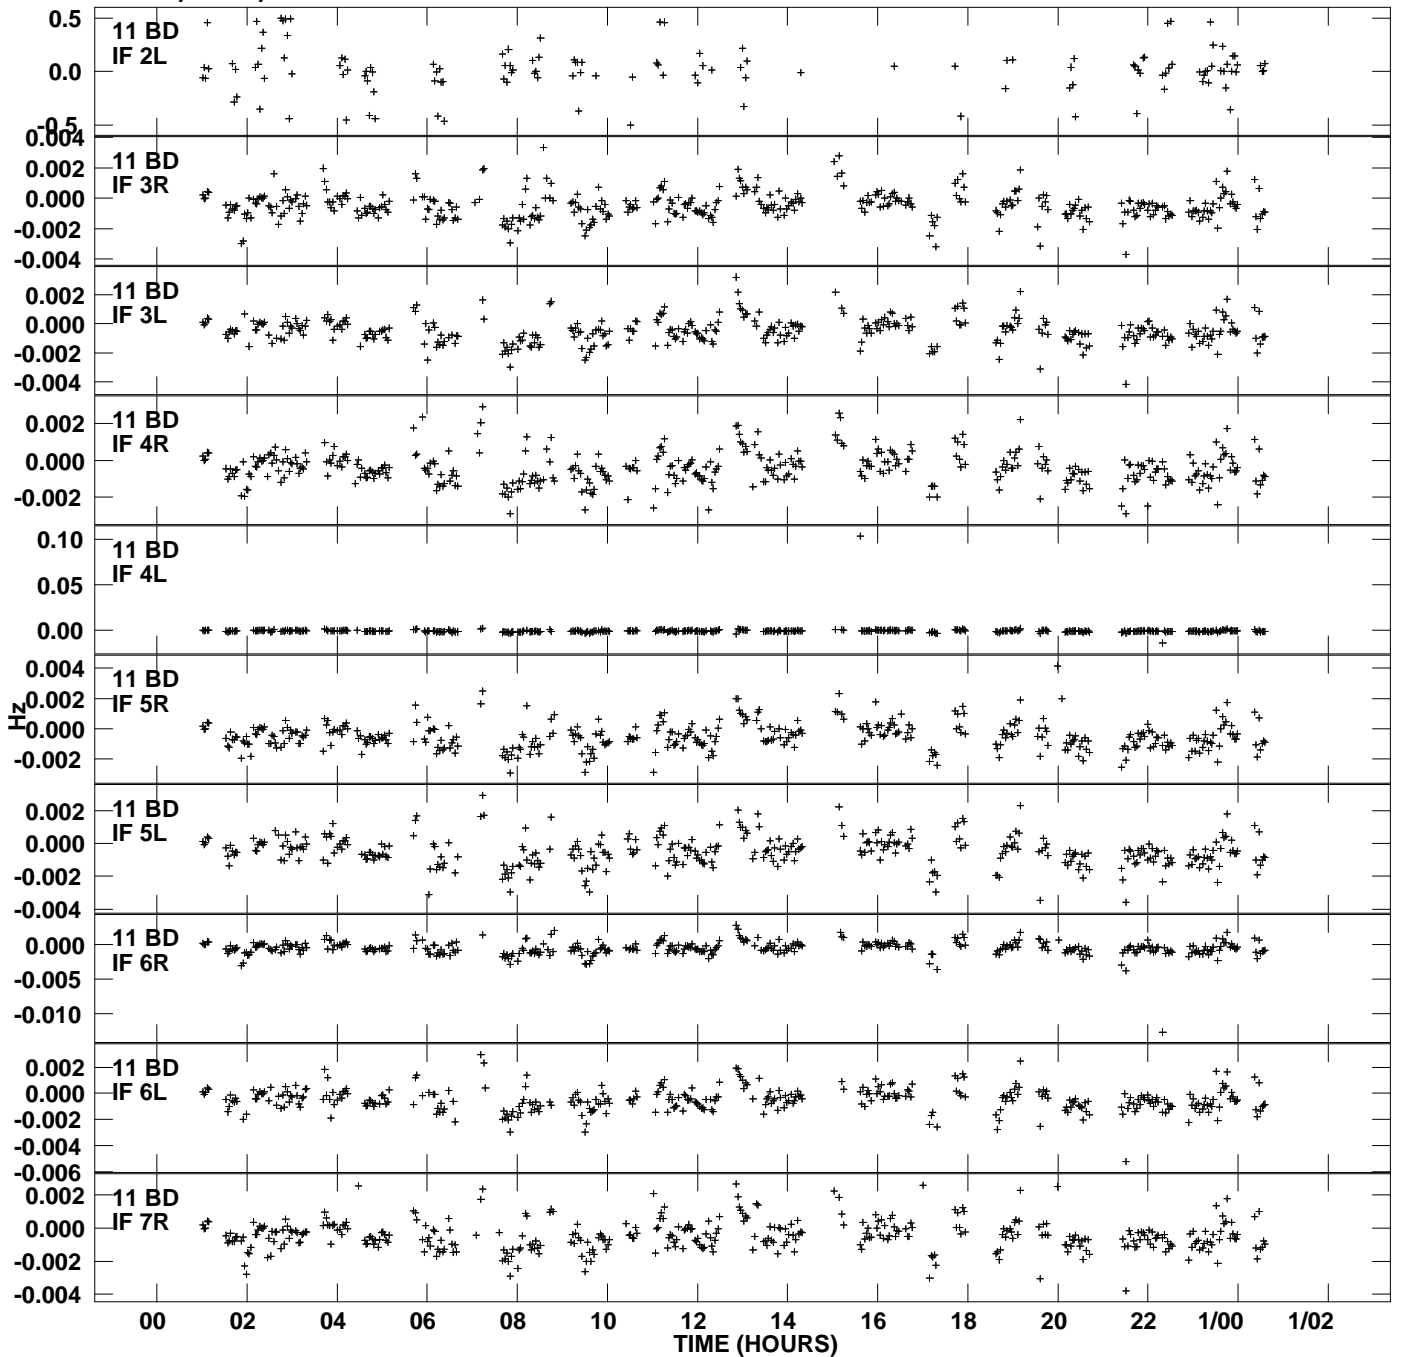 0.5
0.0
-0.5
11 BD
IF 2L
0.004
0.002
0.000
-0.002
-0.004
11 BD
IF 3R
0.002
0.000
-0.002
-0.004
11 BD
IF 3L
0.002
0.000
-0.002
11 BD
IF 4R
0.10
0.05
0.00
11 BD
IF 4L
0.004
0.002
0.000
-0.002
11 BD
IF 5R
Hz
0.002
0.000
-0.002
-0.004
11 BD
IF 5L
0.000
-0.005
-0.010
11 BD
IF 6R
0.002
0.000
-0.002
-0.004
-0.006
11 BD
IF 6L
0.002
0.000
-0.002
-0.004
11 BD
IF 7R
00 02 04 06 08 10 12 14 16 18 20 22 1/00 1/02
TIME (HOURS)